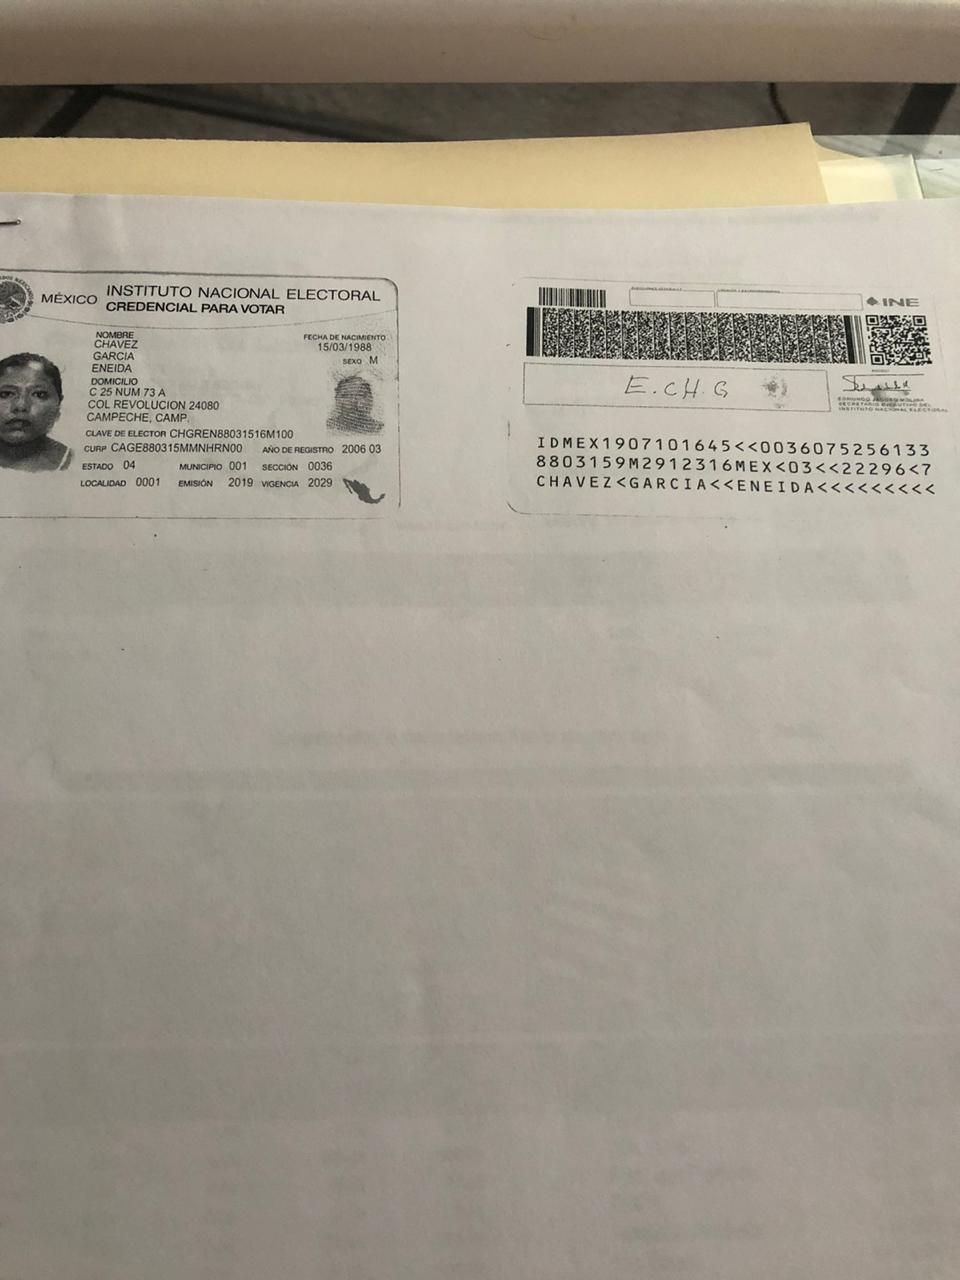 MÉXICO INSTITUTO NACIONAL ELECTORAL
CREDENCIAL PARA VOTAR
NOMBRE
CHAVEZ
GARCIA
ENEIDA
FECHA DE NACIMIENTO
15/03/1988
SEXO M
DOMICILIO
C 25 NUM 73 A
COL REVOLUCION 24080
CAMPECHE, CAMP.
CLAVE DE ELECTOR CHGREN88031516M100
CURP CAGE880315MMNHRN00 AÑO DE REGISTRO 2006 03
ESTADO 04 MUNICIPIO 001 SECCIÓN 0036
LOCALIDAD 0001 EMISIÓN 2019 VIGENCIA 2029
INE
E.CH.G
EDMUNDO JACOBO MOLINA
SECRETARIO EJECUTIVO DEL
INSTITUTO NACIONAL ELECTORAL
IDMEX1907101645<<0036075256133
8803159M2912316MEX<03<<22296<7
CHAVEZ<GARCIA<<ENEIDA<<<<<<<<<